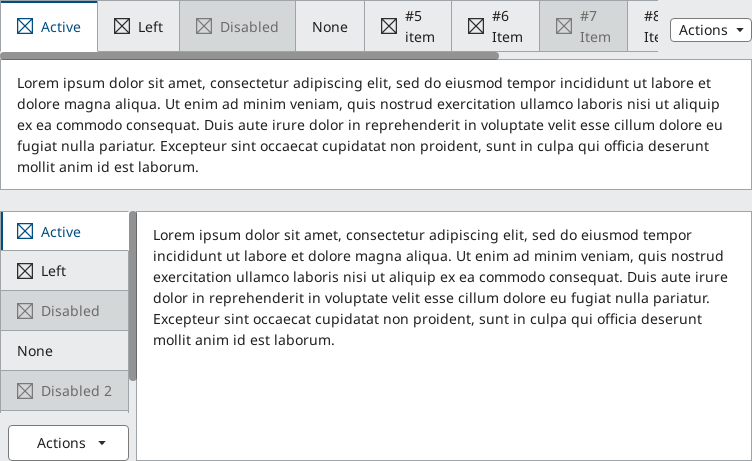 Active
Left
Disabled
None
#5
item
#6
Item
#7
Item
Actions
Lorem ipsum dolor sit amet, consectetur adipiscing elit, sed do eiusmod tempor incididunt ut labore et
dolore magna aliqua. Ut enim ad minim veniam, quis nostrud exercitation ullamco laboris nisi ut aliquip
ex ea commodo consequat. Duis aute irure dolor in reprehenderit in voluptate velit esse cillum dolore eu
fugiat nulla pariatur. Excepteur sint occaecat cupidatat non proident, sunt in culpa qui officia deserunt
mollit anim id est laborum.
Active
Left
Disabled
None
Disabled 2
Actions
Lorem ipsum dolor sit amet, consectetur adipiscing elit, sed do eiusmod tempor
incididunt ut labore et dolore magna aliqua. Ut enim ad minim veniam, quis nostrud
exercitation ullamco laboris nisi ut aliquip ex ea commodo consequat. Duis aute irure
dolor in reprehenderit in voluptate velit esse cillum dolore eu fugiat nulla pariatur.
Excepteur sint occaecat cupidatat non proident, sunt in culpa qui officia deserunt
mollit anim id est laborum.